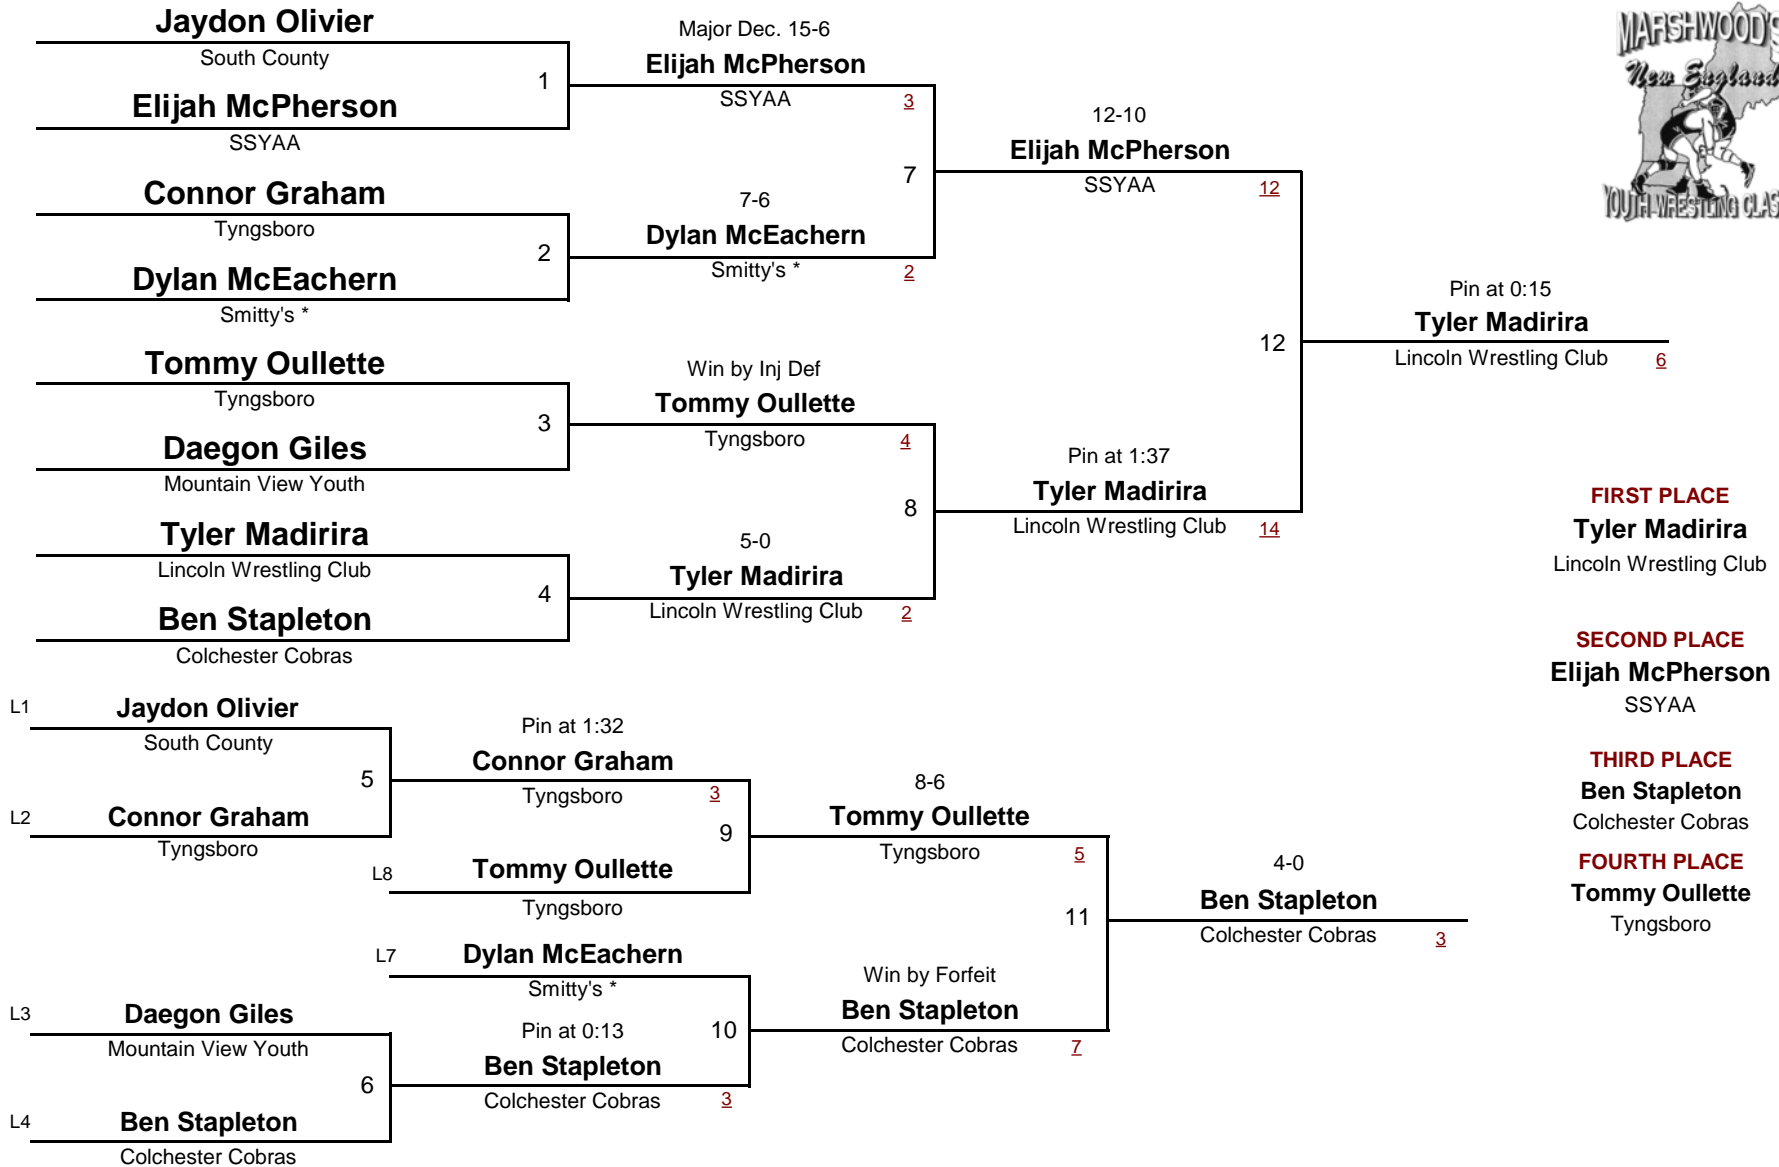 Jaydon Olivier
South County
1
Elijah McPherson
SSYAA
Connor Graham
Tyngsboro
2
Dylan McEachern
Smitty's *
Tommy Oullette
Tyngsboro
3
Daegon Giles
Mountain View Youth
Tyler Madirira
Lincoln Wrestling Club
4
Ben Stapleton
Colchester Cobras
Major Dec. 15-6
Elijah McPherson
SSYAA 3
7
7-6
Dylan McEachern
Smitty's * 2
Win by Inj Def
Tommy Oullette
Tyngsboro 4
8
5-0
Tyler Madirira
Lincoln Wrestling Club 2
12-10
Elijah McPherson
SSYAA 12
12
Pin at 1:37
Tyler Madirira
Lincoln Wrestling Club 14
Pin at 0:15
Tyler Madirira
Lincoln Wrestling Club 6
MARSHWOOD'S
New England
YOUTH WRESTLING CLAS
FIRST PLACE
Tyler Madirira
Lincoln Wrestling Club
SECOND PLACE
Elijah McPherson
SSYAA
THIRD PLACE
Ben Stapleton
Colchester Cobras
FOURTH PLACE
Tommy Oullette
Tyngsboro
L1 Jaydon Olivier
South County
5
L2 Connor Graham
Tyngsboro
Pin at 1:32
Connor Graham
Tyngsboro 3
9
L8 Tommy Oullette
Tyngsboro
L7 Dylan McEachern
Smitty's *
10
L3 Daegon Giles
Mountain View Youth
6
L4 Ben Stapleton
Colchester Cobras
Pin at 0:13
Ben Stapleton
Colchester Cobras 3
8-6
Tommy Oullette
Tyngsboro 5
11
Win by Forfeit
Ben Stapleton
Colchester Cobras 7
4-0
Ben Stapleton
Colchester Cobras 3